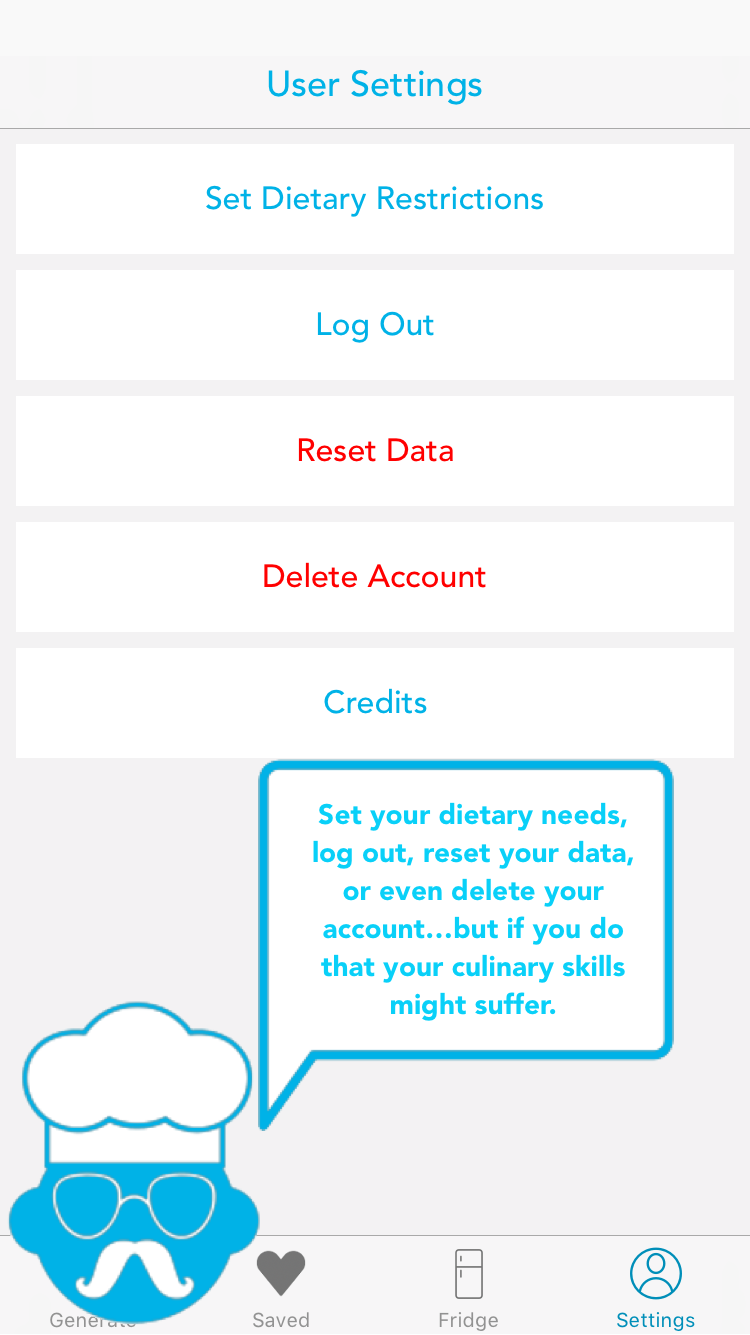 User Settings
Set Dietary Restrictions
Log Out
Reset Data
Delete Account
Credits
Set your dietary needs,
log out, reset your data,
or even delete your
account...but if you do
that your culinary skills
might suffer.
Generate
Saved
Fridge
Settings